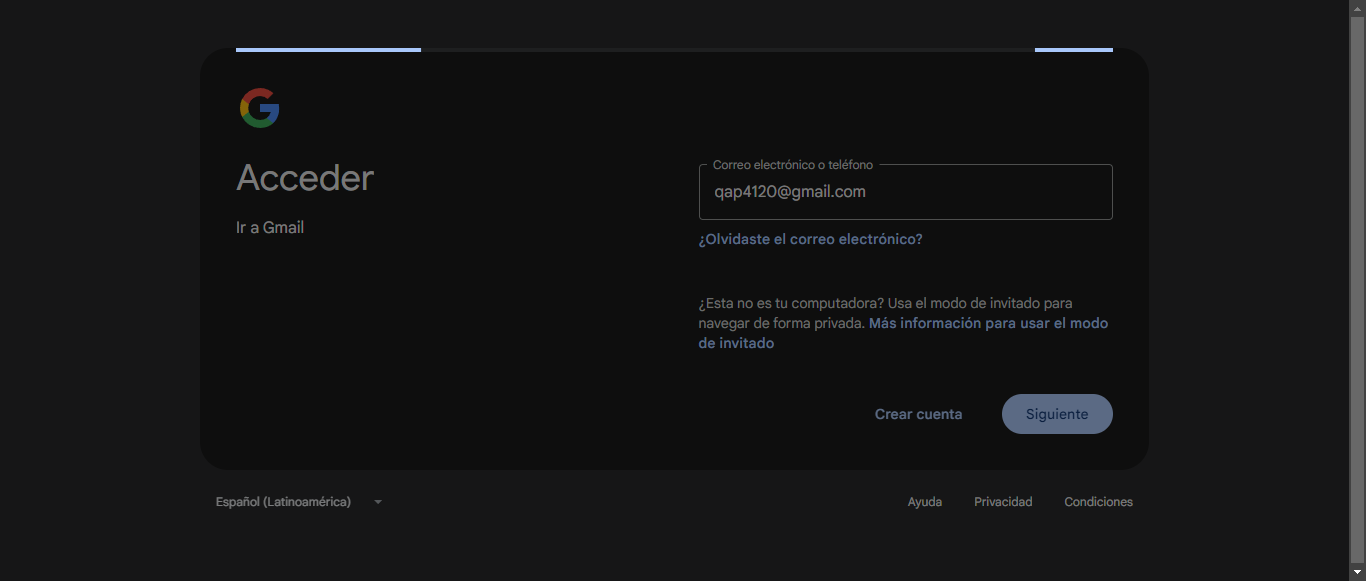 Acceder
Ir a Gmail
Correo electrónico o teléfono
qap4120@gmail.com
¿Olvidaste el correo electrónico?
¿Esta no es tu computadora? Usa el modo de invitado para
navegar de forma privada. Más información para usar el modo
de invitado
Crear cuenta
Siguiente
Español (Latinoamérica)
Ayuda
Privacidad
Condiciones